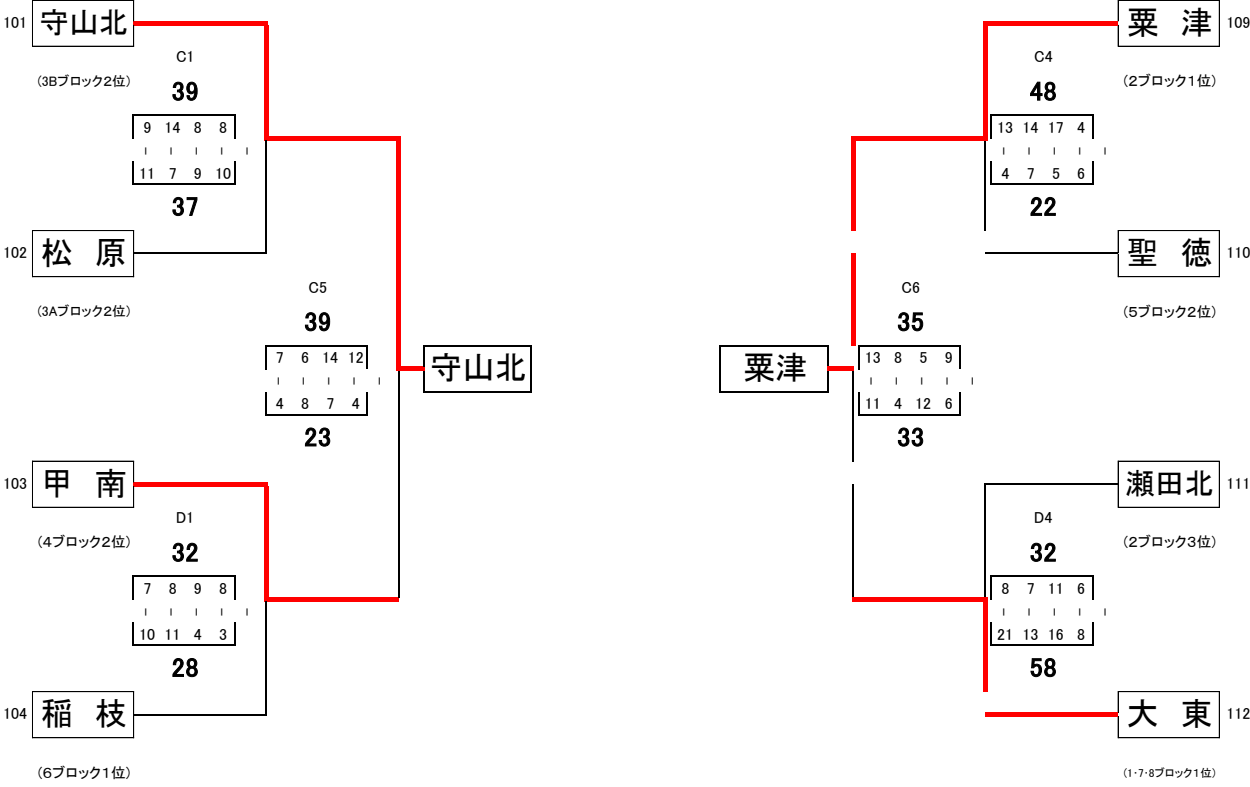 101 守山北
(3Bブロック2位)
C1
39
9 14 8 8
11 7 9 10
37
102 松 原
(3Aブロック2位)
C5
39
7 6 14 12
4 8 7 4
23
守山北
103 甲 南
(4ブロック2位)
D1
32
7 8 9 8
10 11 4 3
28
104 稲 枝
(6ブロック1位)
粟 津 109
(2ブロック1位)
C4
48
13 14 17 4
4 7 5 6
22
聖 徳 110
(5ブロック2位)
C6
35
13 8 5 9
11 4 12 6
33
粟津
瀬田北 111
(2ブロック3位)
D4
32
8 7 11 6
21 13 16 8
58
大 東 112
(1・7・8ブロック1位)